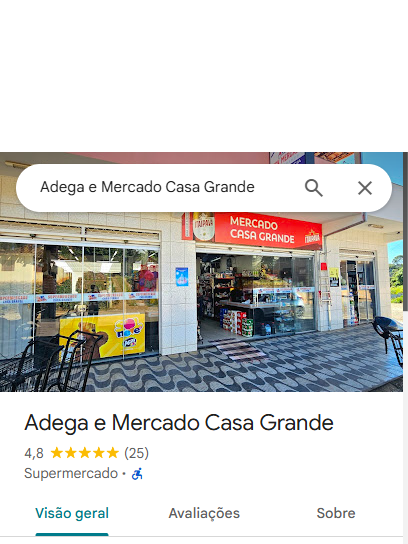 Adega e Mercado Casa Grande
ITAIPAVA
MERCADO
CASA GRANDE
Adega e Mercado Casa Grande
4,8 ★★★★★ (25)
Supermercado ·
Visão geral
Avaliações
Sobre